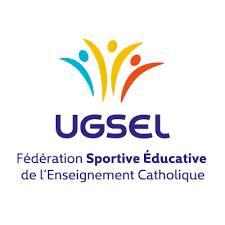 UGSEL
Fédération Sportive Éducative
de l'Enseignement Catholique